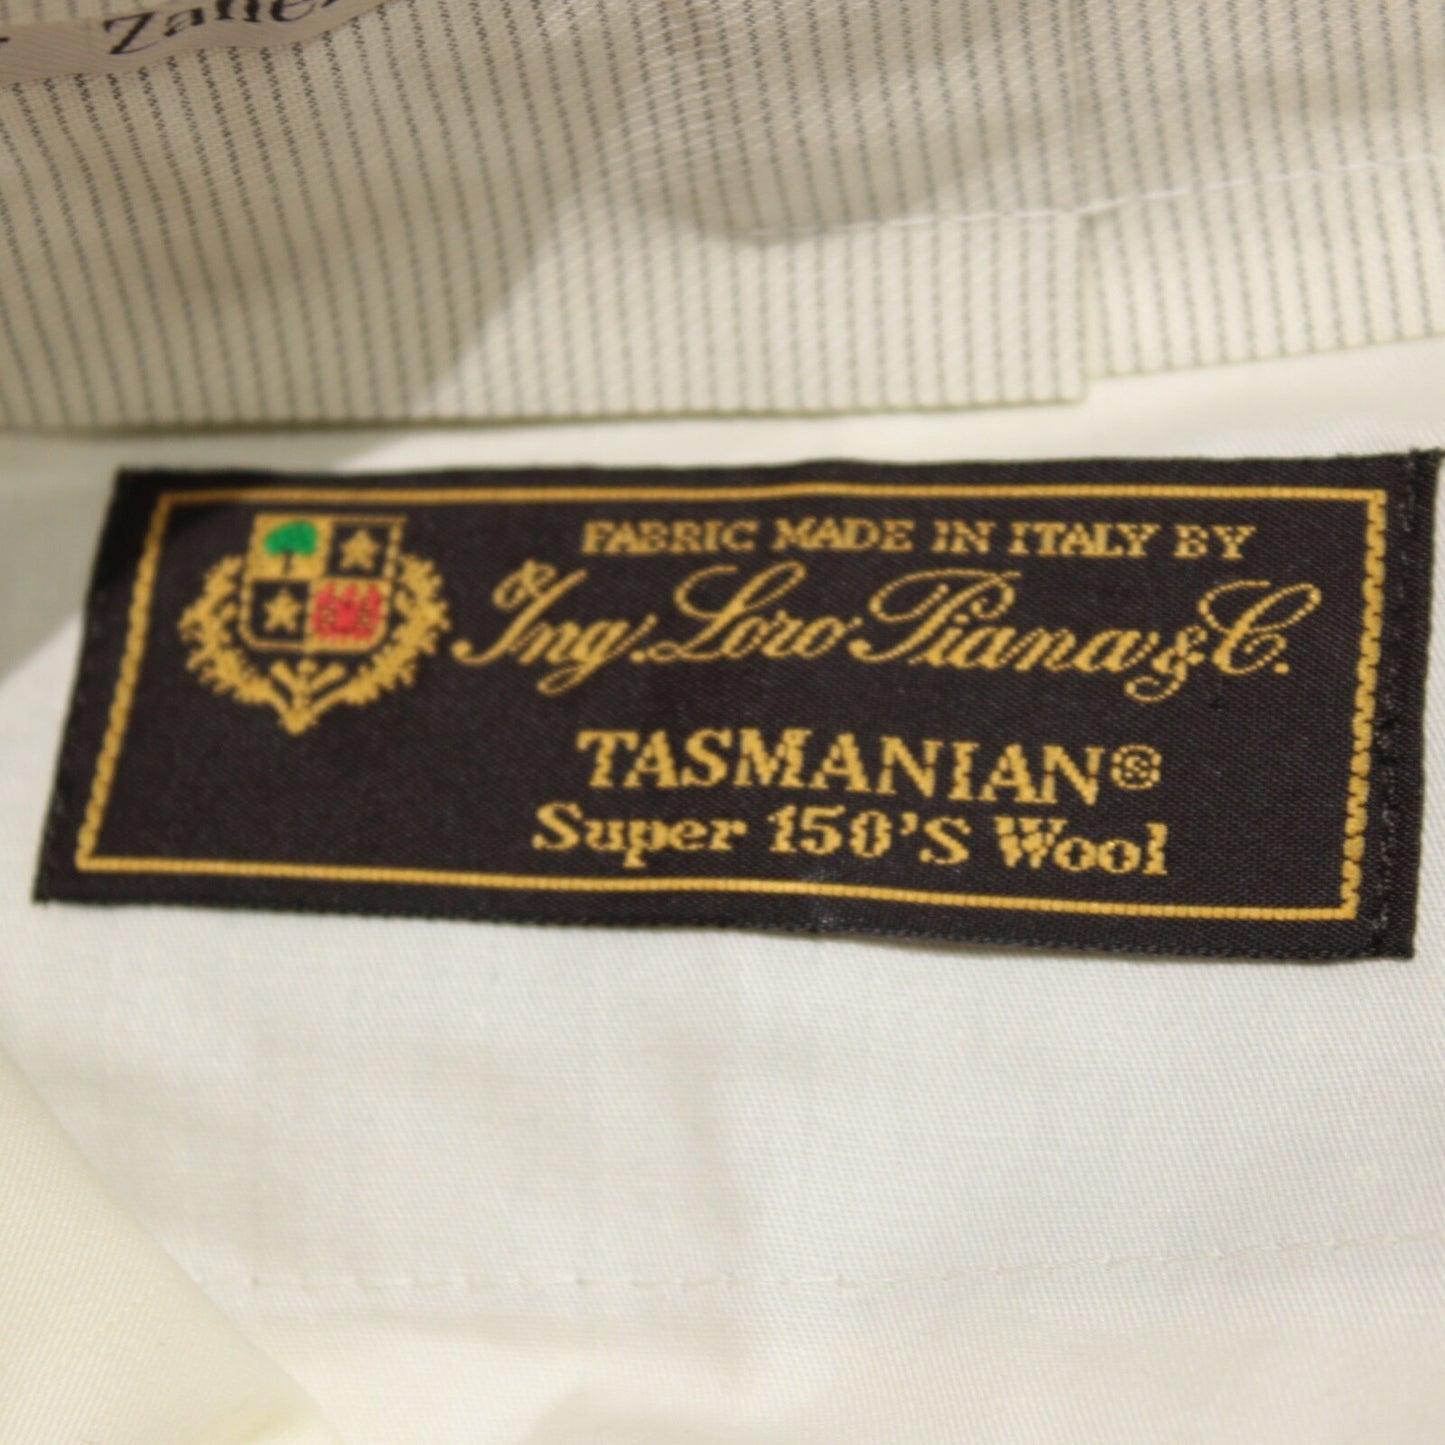 FABRIC MADE IN ITALY BY
Ing. Loro Piana & C.
TASMANIAN®
Super 150'S Wool